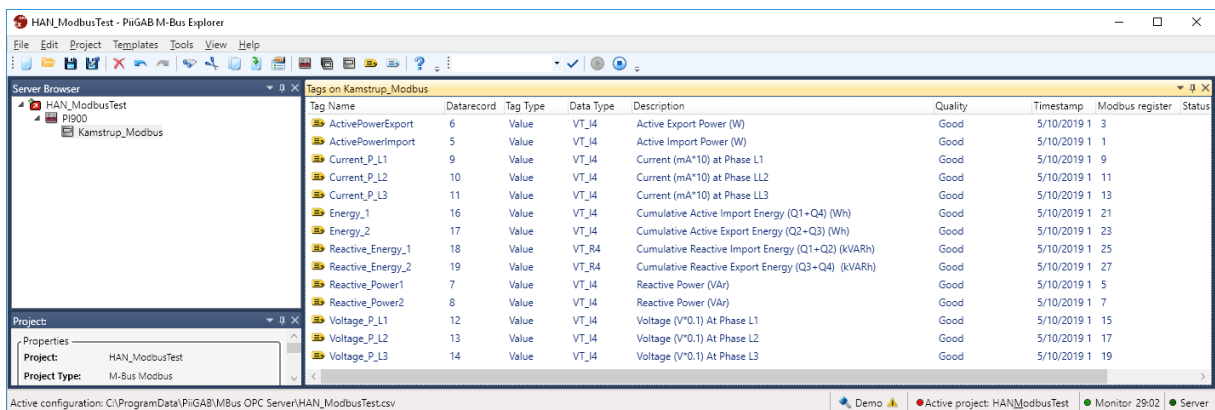 HAN_ModbusTest - PiiGAB M-Bus Explorer
File Edit Project Templates Tools View Help
Server Browser
HAN_ModbusTest
PI900
Kamstrup_Modbus
Project:
Properties
Project: HAN_ModbusTest
Project Type: M-Bus Modbus
Tags on Kamstrup_Modbus
Tag Name Datarecord Tag Type Data Type Description Quality Timestamp Modbus register Status
ActivePowerExport 6 Value VT_I4 Active Export Power (W) Good 5/10/2019 1 3
ActivePowerImport 5 Value VT_I4 Active Import Power (W) Good 5/10/2019 1 1
Current_P_L1 9 Value VT_I4 Current (mA*10) at Phase L1 Good 5/10/2019 1 9
Current_P_L2 10 Value VT_I4 Current (mA*10) at Phase LL2 Good 5/10/2019 1 11
Current_P_L3 11 Value VT_I4 Current (mA*10) at Phase LL3 Good 5/10/2019 1 13
Energy_1 16 Value VT_I4 Cumulative Active Import Energy (Q1+Q4) (Wh) Good 5/10/2019 1 21
Energy_2 17 Value VT_I4 Cumulative Active Export Energy (Q2+Q3) (Wh) Good 5/10/2019 1 23
Reactive_Energy_1 18 Value VT_R4 Cumulative Reactive Import Energy (Q1+Q2) (kVARh) Good 5/10/2019 1 25
Reactive_Energy_2 19 Value VT_R4 Cumulative Reactive Export Energy (Q3+Q4) (kVARh) Good 5/10/2019 1 27
Reactive_Power1 7 Value VT_I4 Reactive Power (VAr) Good 5/10/2019 1 5
Reactive_Power2 8 Value VT_I4 Reactive Power (VAr) Good 5/10/2019 1 7
Voltage_P_L1 12 Value VT_I4 Voltage (V*0.1) At Phase L1 Good 5/10/2019 1 15
Voltage_P_L2 13 Value VT_I4 Voltage (V*0.1) At Phase L2 Good 5/10/2019 1 17
Voltage_P_L3 14 Value VT_I4 Voltage (V*0.1) At Phase L3 Good 5/10/2019 1 19
Active configuration: C:\ProgramData\PiiGAB\MBus OPC Server\HAN_ModbusTest.csv Demo Active project: HANModbusTest Monitor 29:02 Server